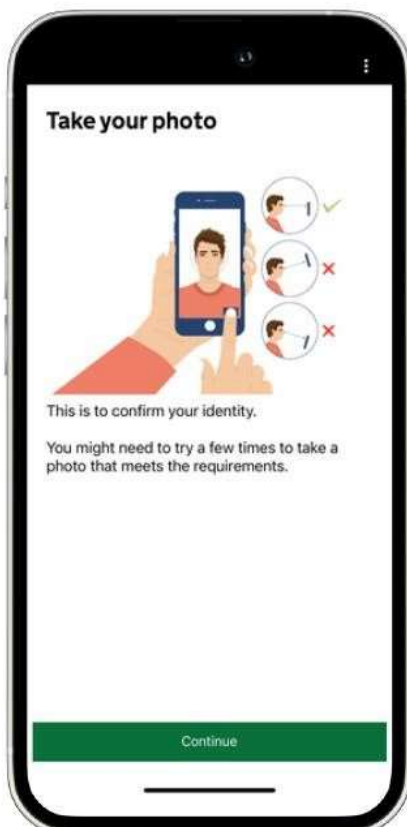 Take your photo
This is to confirm your identity.
You might need to try a few times to take a
photo that meets the requirements.
Continue